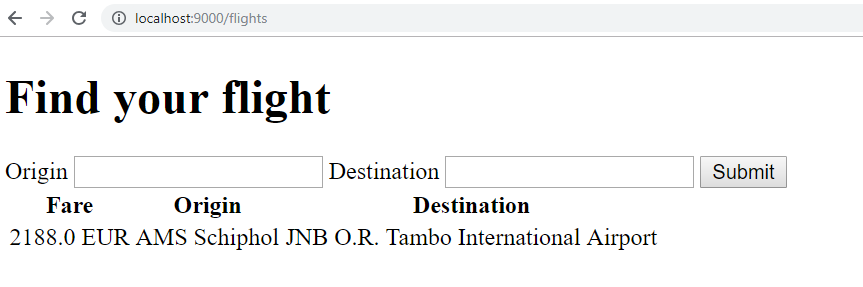 localhost:9000/flights
Find your flight
Origin Destination Submit
Fare Origin Destination
2188.0 EUR AMS Schiphol JNB O.R. Tambo International Airport